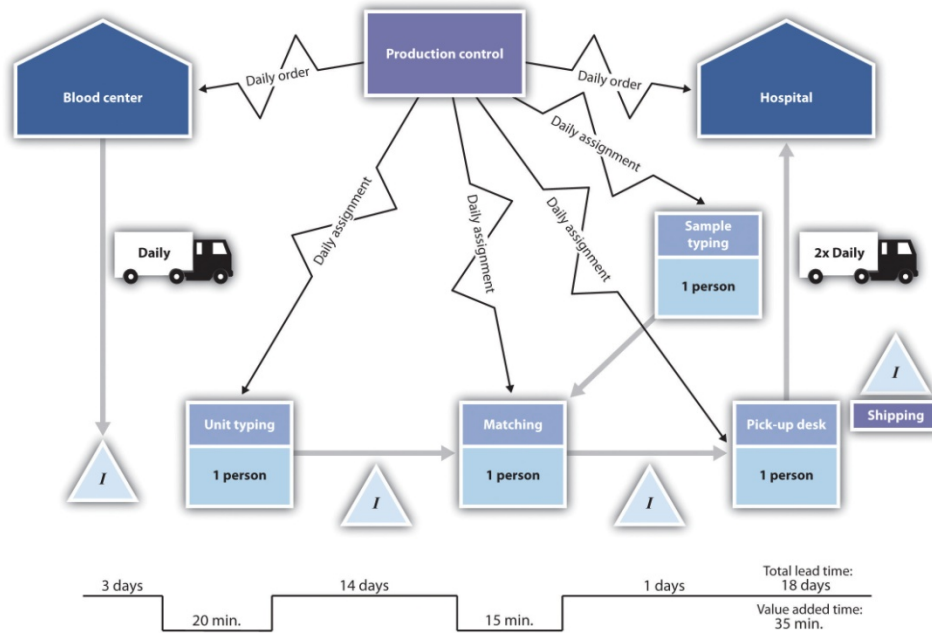 Production control
Blood center
Daily order
Daily order
Hospital
Daily assignment
Daily assignment
Daily assignment
Daily assignment
Daily
Sample
typing
1 person
2x Daily
I
Shipping
Unit typing
1 person
Matching
1 person
Pick-up desk
1 person
I
I
I
3 days
20 min.
14 days
15 min.
1 days
Total lead time:
18 days
Value added time:
35 min.